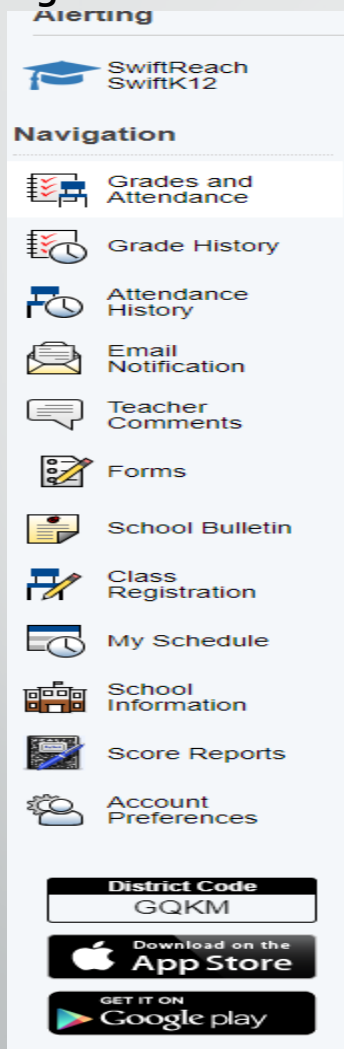 Alerting
SwiftReach
SwiftK12
Navigation
Grades and
Attendance
Grade History
Attendance
History
Email
Notification
Teacher
Comments
Forms
School Bulletin
Class
Registration
My Schedule
School
Information
Score Reports
Account
Preferences
District Code
GQKM
Download on the
App Store
GET IT ON
Google play